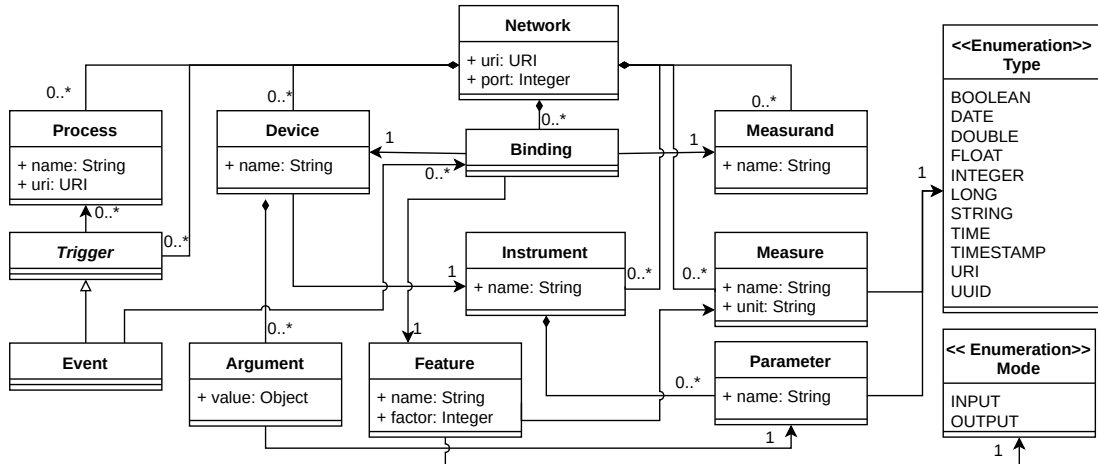 Network
+ uri: URI
+ port: Integer
<<Enumeration>>
Type
BOOLEAN
DATE
DOUBLE
FLOAT
INTEGER
LONG
STRING
TIME
TIMESTAMP
URI
UUID
0..*
0..*
0..*
0..*
Process
+ name: String
+ uri: URI
Device
+ name: String
1
Binding
0..*
1
Measurand
+ name: String
1
0..*
Trigger
0..*
Instrument
+ name: String
1
0..*
Measure
+ name: String
+ unit: String
0..*
Event
0..*
Argument
+ value: Object
1
Feature
+ name: String
+ factor: Integer
Parameter
+ name: String
0..*
1
<< Enumeration>>
Mode
INPUT
OUTPUT
1